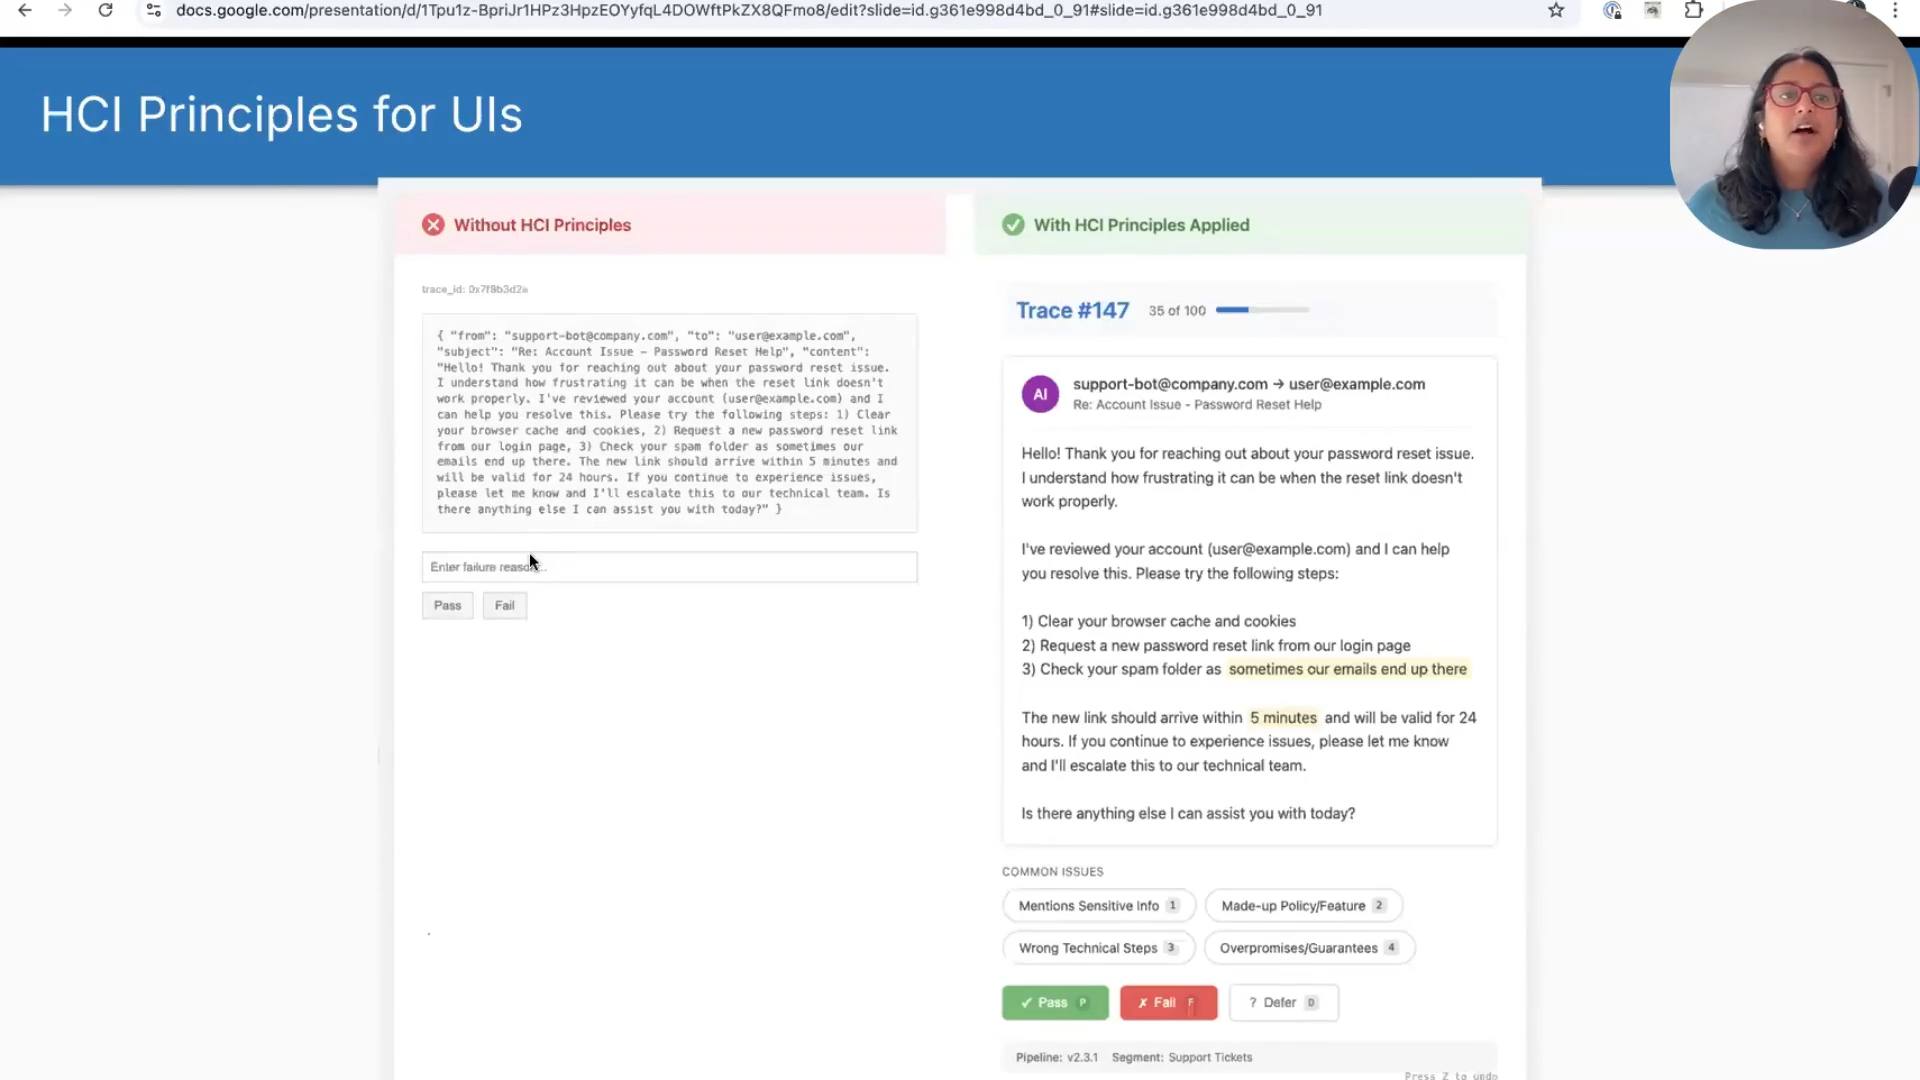 docs.google.com/presentation/d/1Tpu1z-BpriJr1HPz3HpzEOYyfqL4DOWftPkZX8QFmo8/edit?slide=id.g361e998d4bd_0_91#slide=id.g361e998d4bd_0_91
HCI Principles for UIs
Without HCI Principles
trace_id: 0x7f8b3d2a
{ "from": "support-bot@company.com", "to": "user@example.com",
"subject": "Re: Account Issue – Password Reset Help", "content":
"Hello! Thank you for reaching out about your password reset issue.
I understand how frustrating it can be when the reset link doesn't
work properly. I've reviewed your account (user@example.com) and I
can help you resolve this. Please try the following steps: 1) Clear
your browser cache and cookies, 2) Request a new password reset link
from our login page, 3) Check your spam folder as sometimes our
emails end up there. The new link should arrive within 5 minutes and
will be valid for 24 hours. If you continue to experience issues,
please let me know and I'll escalate this to our technical team. Is
there anything else I can assist you with today?" }
Enter failure reason...
Pass Fail
With HCI Principles Applied
Trace #147 35 of 100
AI
support-bot@company.com → user@example.com
Re: Account Issue - Password Reset Help
Hello! Thank you for reaching out about your password reset issue.
I understand how frustrating it can be when the reset link doesn't
work properly.
I've reviewed your account (user@example.com) and I can help
you resolve this. Please try the following steps:
1) Clear your browser cache and cookies
2) Request a new password reset link from our login page
3) Check your spam folder as sometimes our emails end up there
The new link should arrive within 5 minutes and will be valid for 24
hours. If you continue to experience issues, please let me know
and I'll escalate this to our technical team.
Is there anything else I can assist you with today?
COMMON ISSUES
Mentions Sensitive Info 1 Made-up Policy/Feature 2
Wrong Technical Steps 3 Overpromises/Guarantees 4
✓ Pass P ✗ Fail F ? Defer D
Pipeline: v2.3.1 Segment: Support Tickets
Press Z to undo